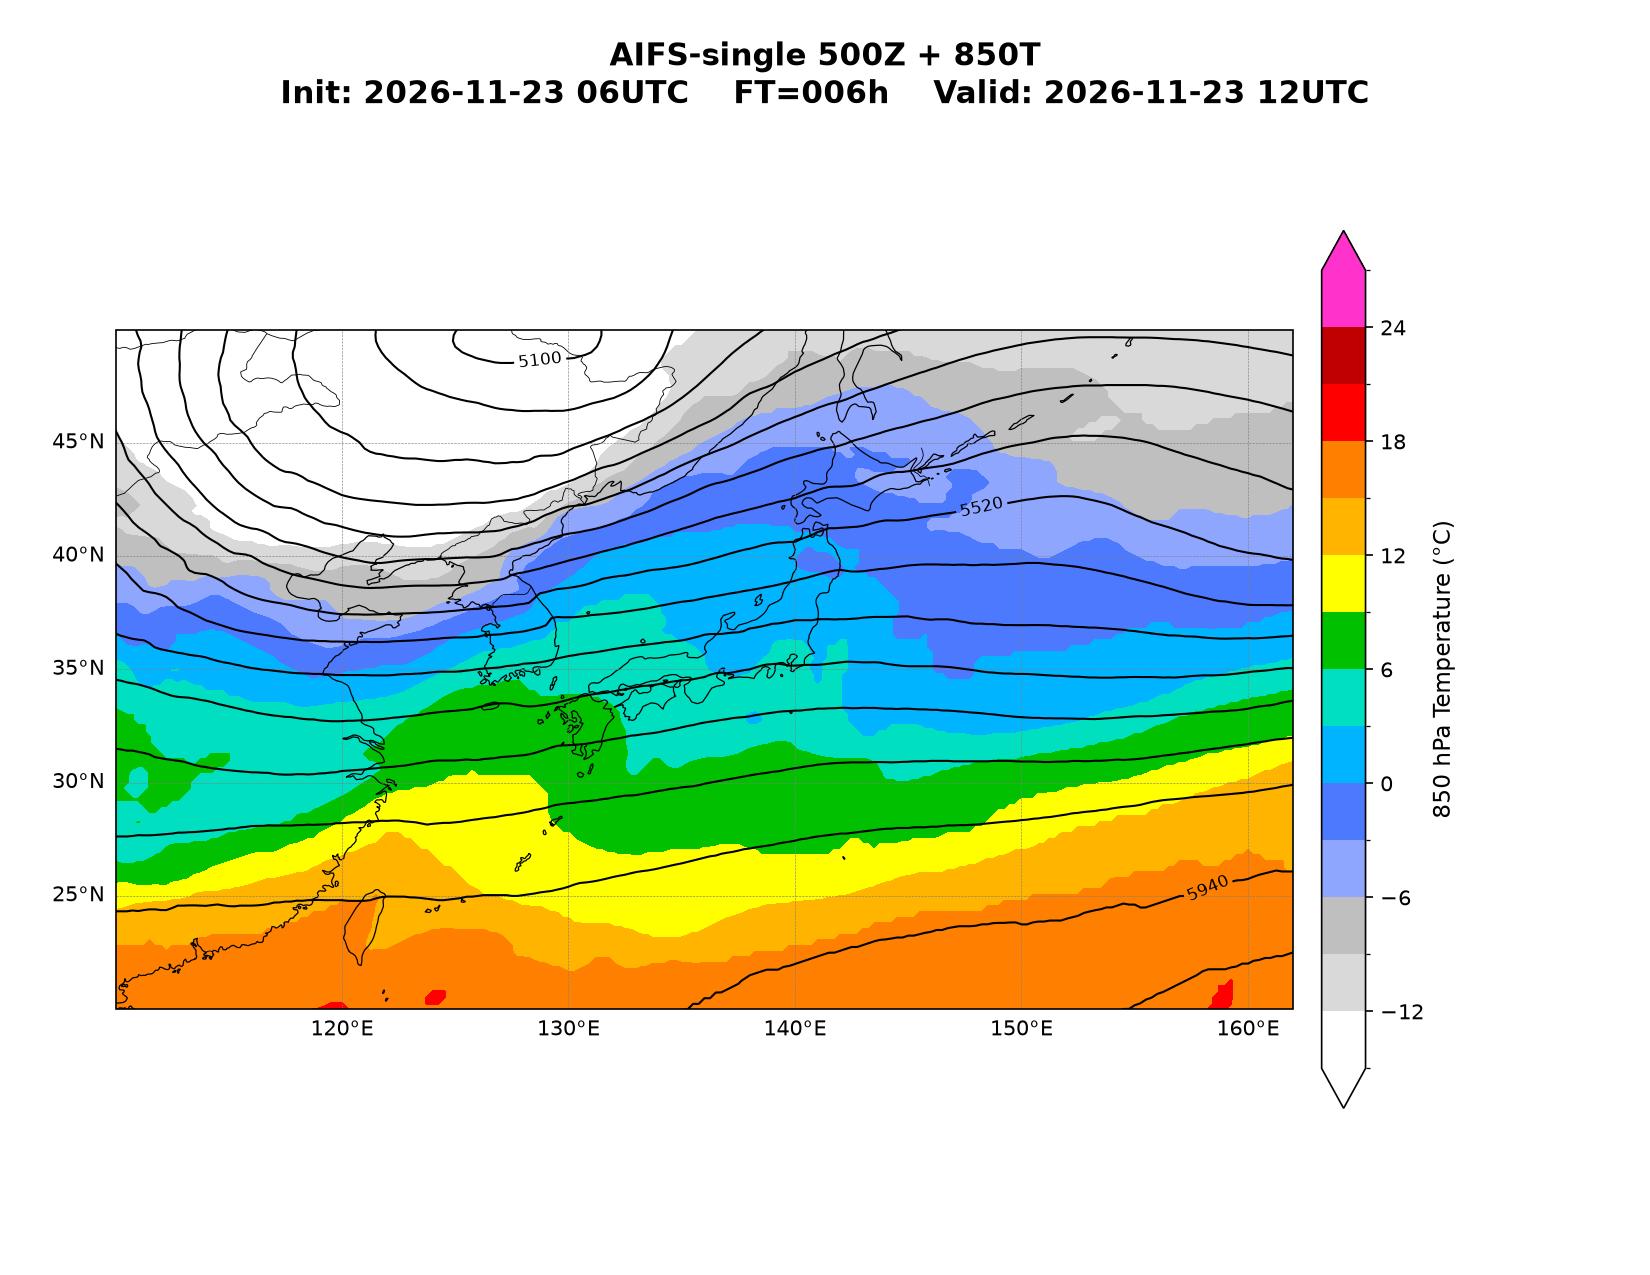 AIFS-single 500Z + 850T
Init: 2026-11-23 06UTC    FT=006h    Valid: 2026-11-23 12UTC
5100
5520
5940
45°N
40°N
35°N
30°N
25°N
120°E
130°E
140°E
150°E
160°E
24
18
12
6
0
−6
−12
850 hPa Temperature (°C)